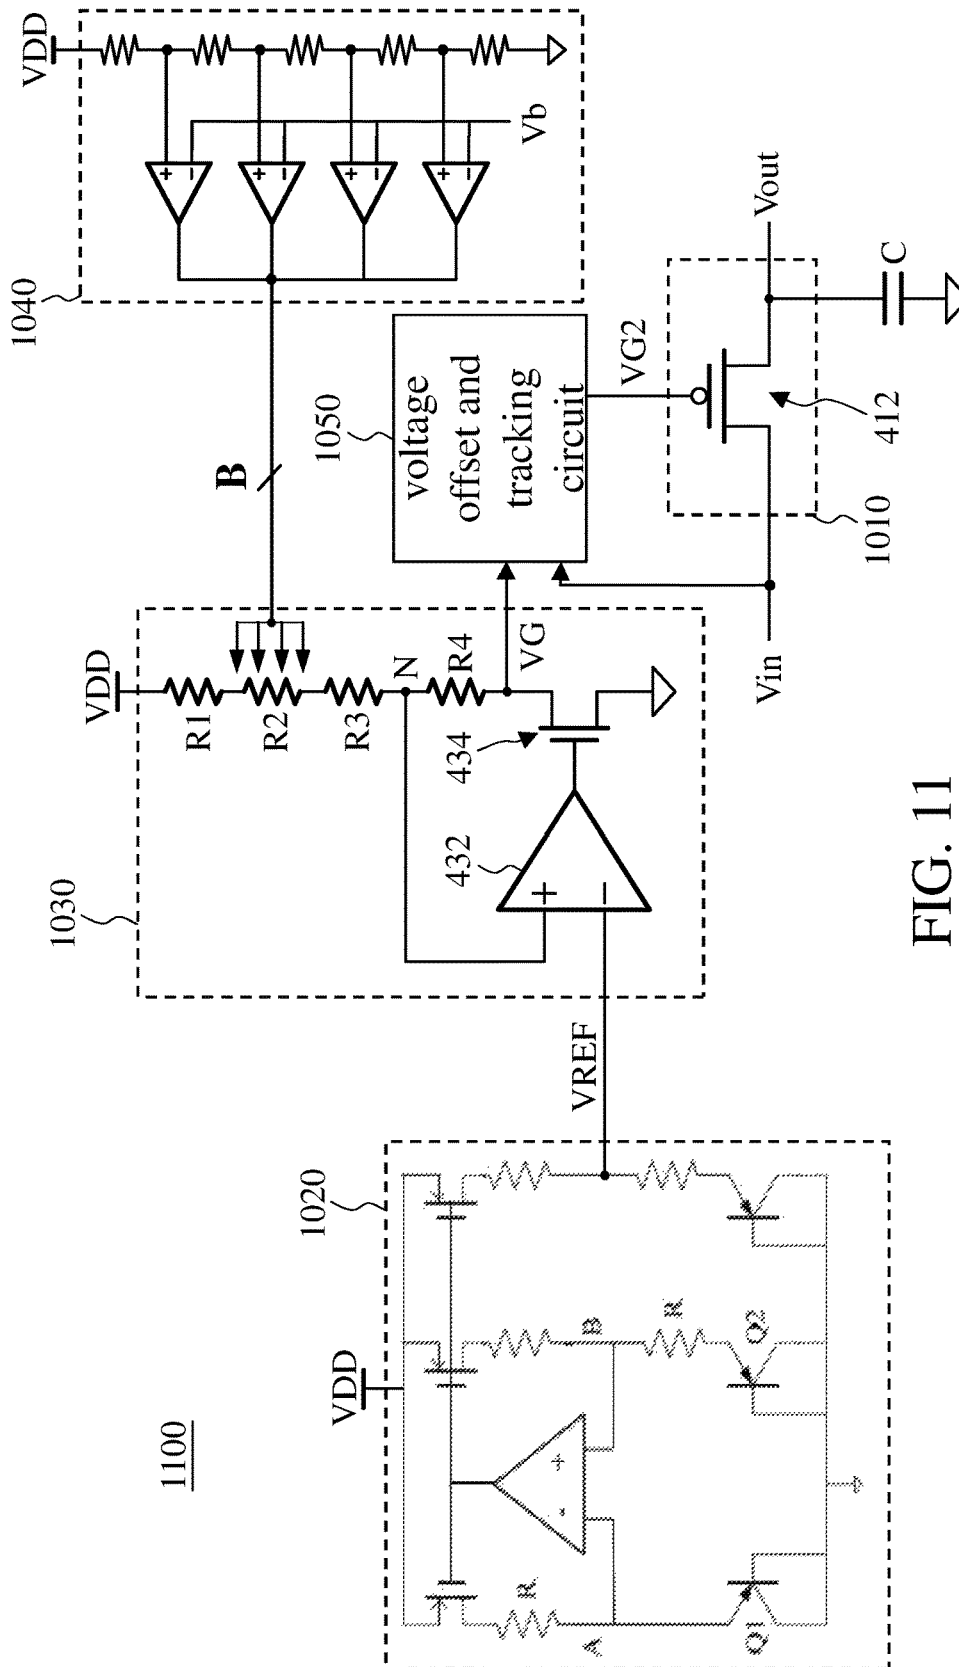 1100
VDD
1020
R
A
B
R
Q1
Q2
VREF
1030
VDD
R1
R2
R3
N
R4
VG
432
434
B
1040
VDD
Vb
1050
voltage
offset and
tracking
circuit
VG2
1010
412
Vin
Vout
C
FIG. 11